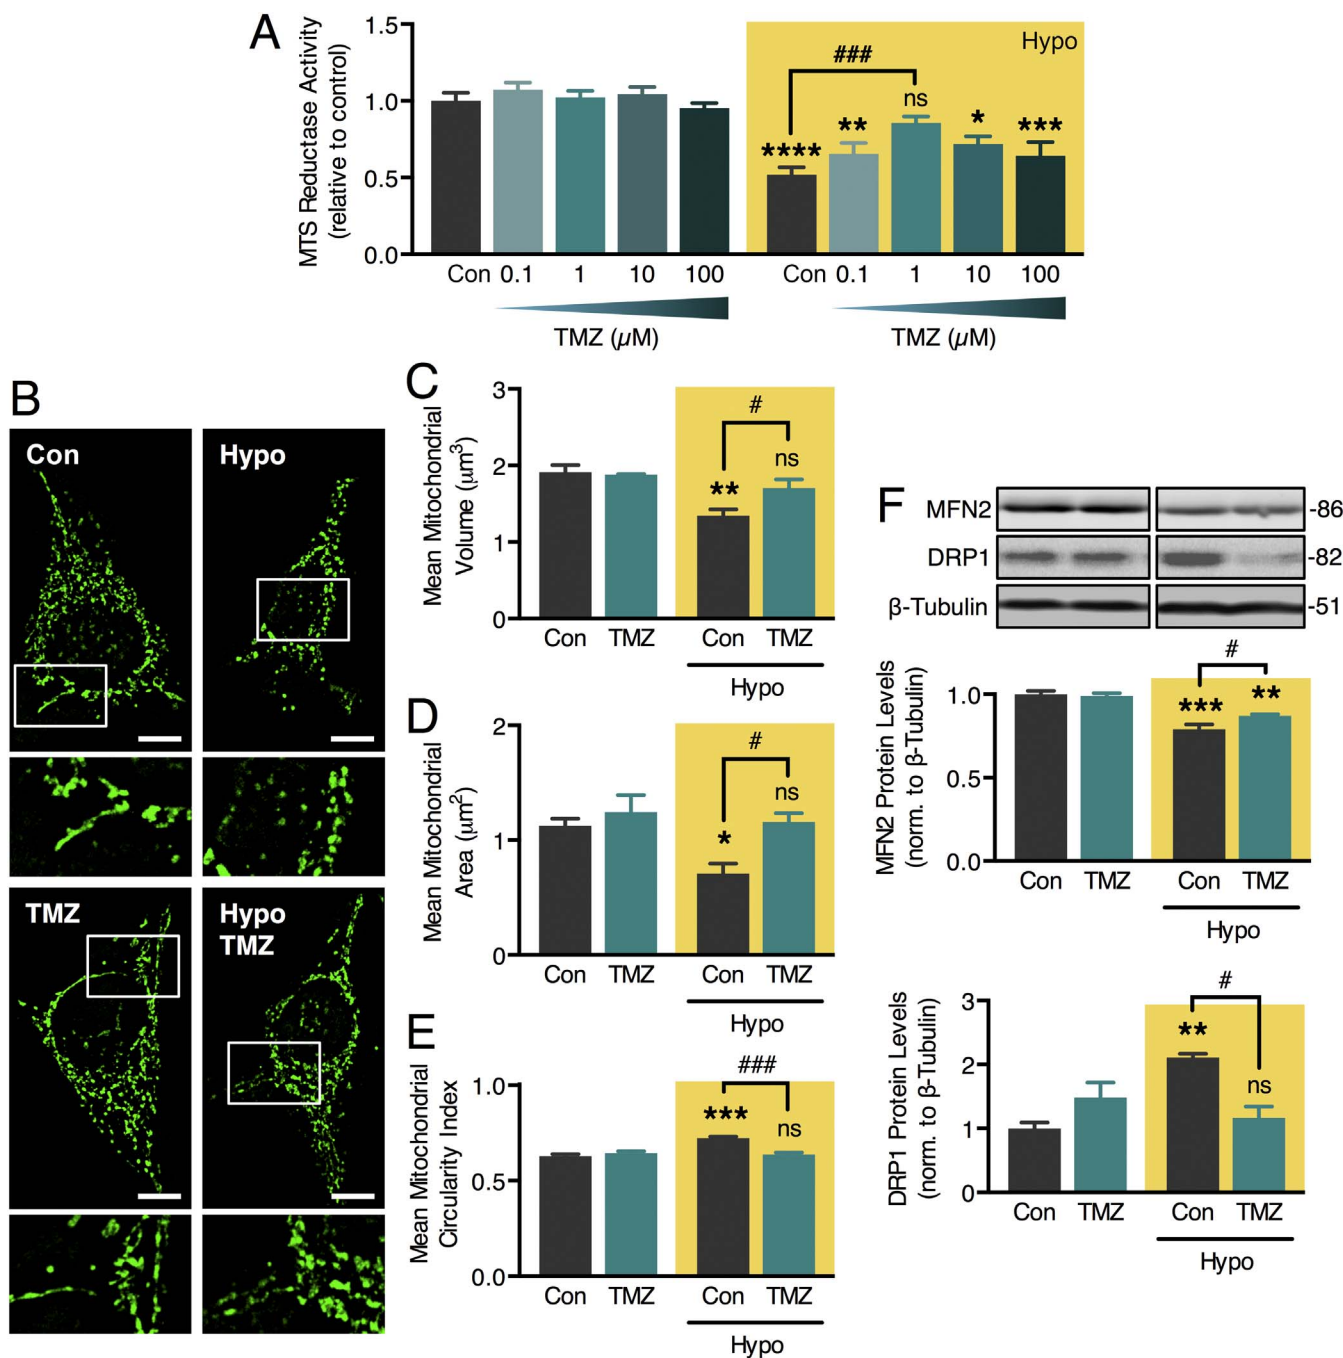 A
MTS Reductase Activity
(relative to control)
1.5
1.0
0.5
0.0
Hypo
###
****
**
ns
*
***
Con 0.1 1 10 100
Con 0.1 1 10 100
TMZ (µM)
TMZ (µM)
B
Con
Hypo
TMZ
Hypo
TMZ
C
Mean Mitochondrial
Volume (µm³)
3
2
1
0
#
**
ns
Con TMZ Con TMZ
Hypo
D
Mean Mitochondrial
Area (µm²)
2
1
0
#
*
ns
Con TMZ Con TMZ
Hypo
E
Mean Mitochondrial
Circularity Index
1.0
0.5
0.0
###
***
ns
Con TMZ Con TMZ
Hypo
F
MFN2 -86
DRP1 -82
β-Tubulin -51
MFN2 Protein Levels
(norm. to β-Tubulin)
1.0
0.5
0.0
#
***
**
Con TMZ Con TMZ
Hypo
DRP1 Protein Levels
(norm. to β-Tubulin)
3
2
1
0
#
**
ns
Con TMZ Con TMZ
Hypo